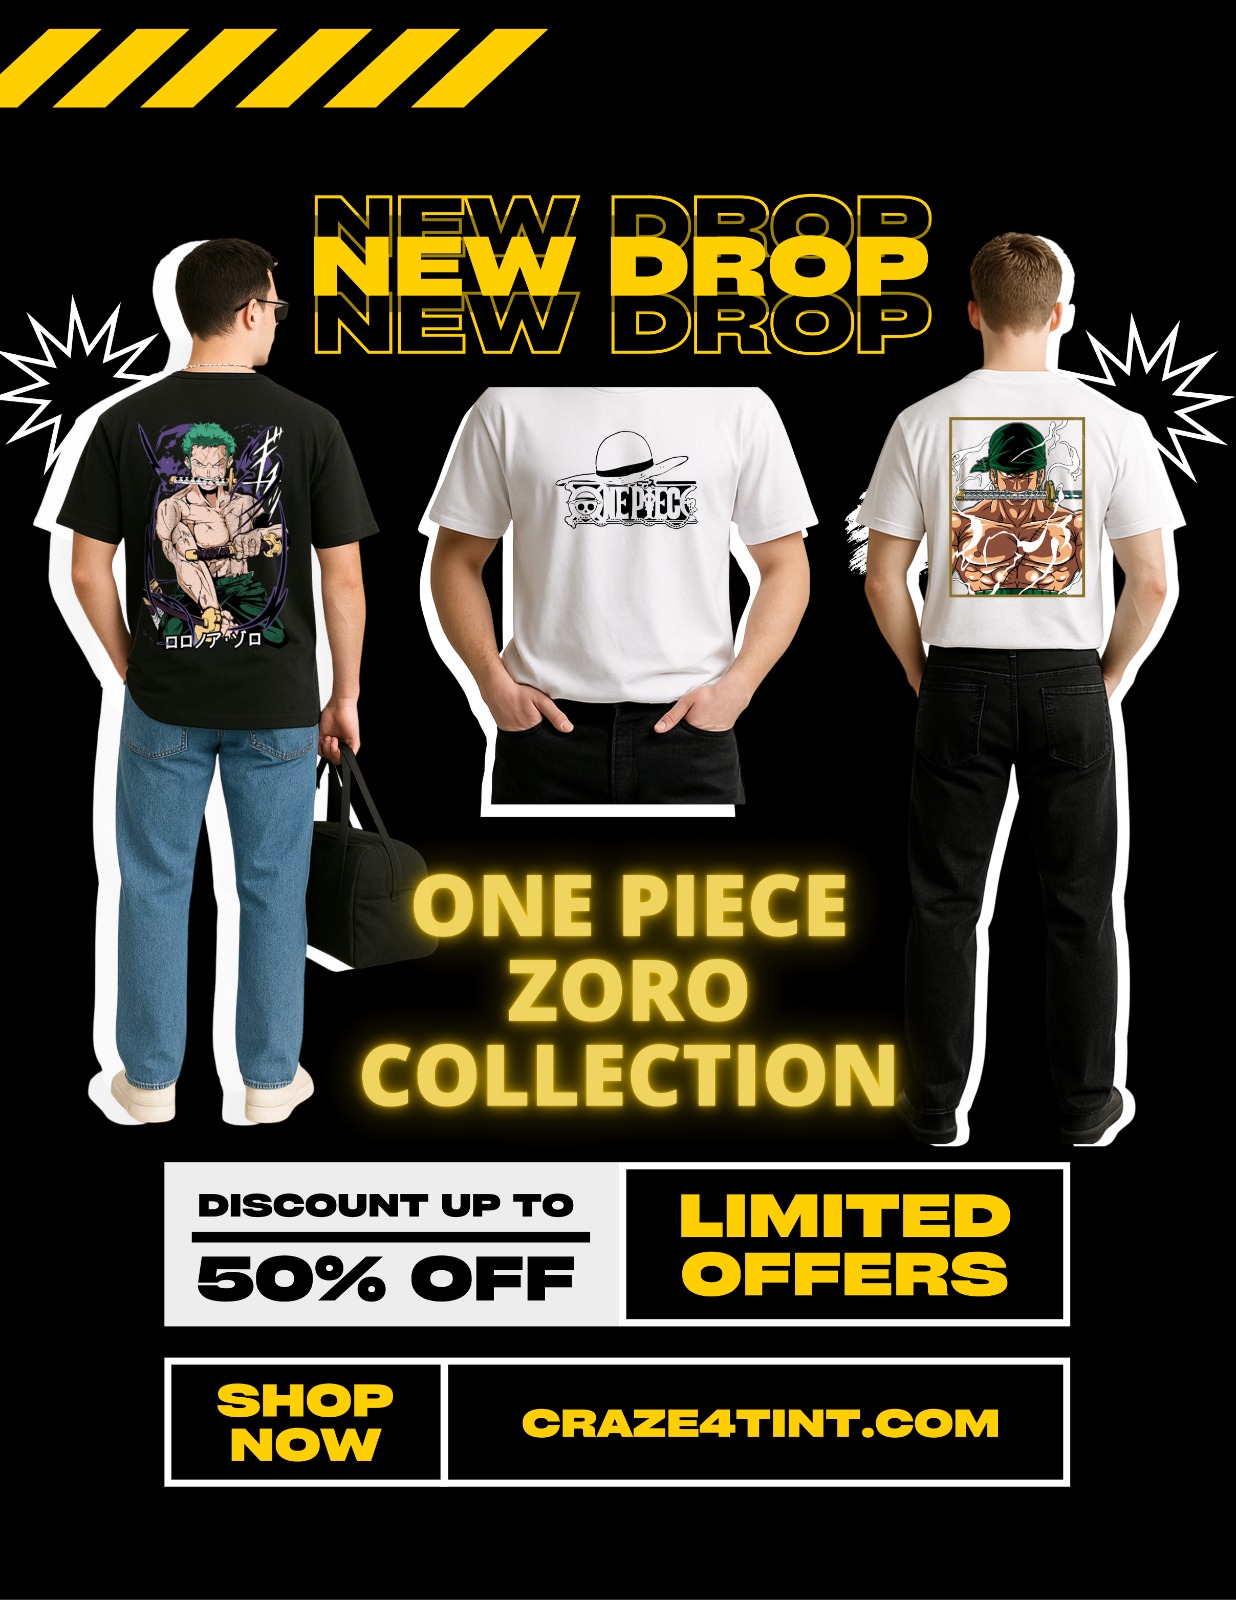 NEW DROP
NEW DROP
NEW DROP
ONE PIECE
ロロノア・ゾロ
ONE PIECE
ZORO
COLLECTION
DISCOUNT UP TO
50% OFF
LIMITED
OFFERS
SHOP
NOW
CRAZE4TINT.COM